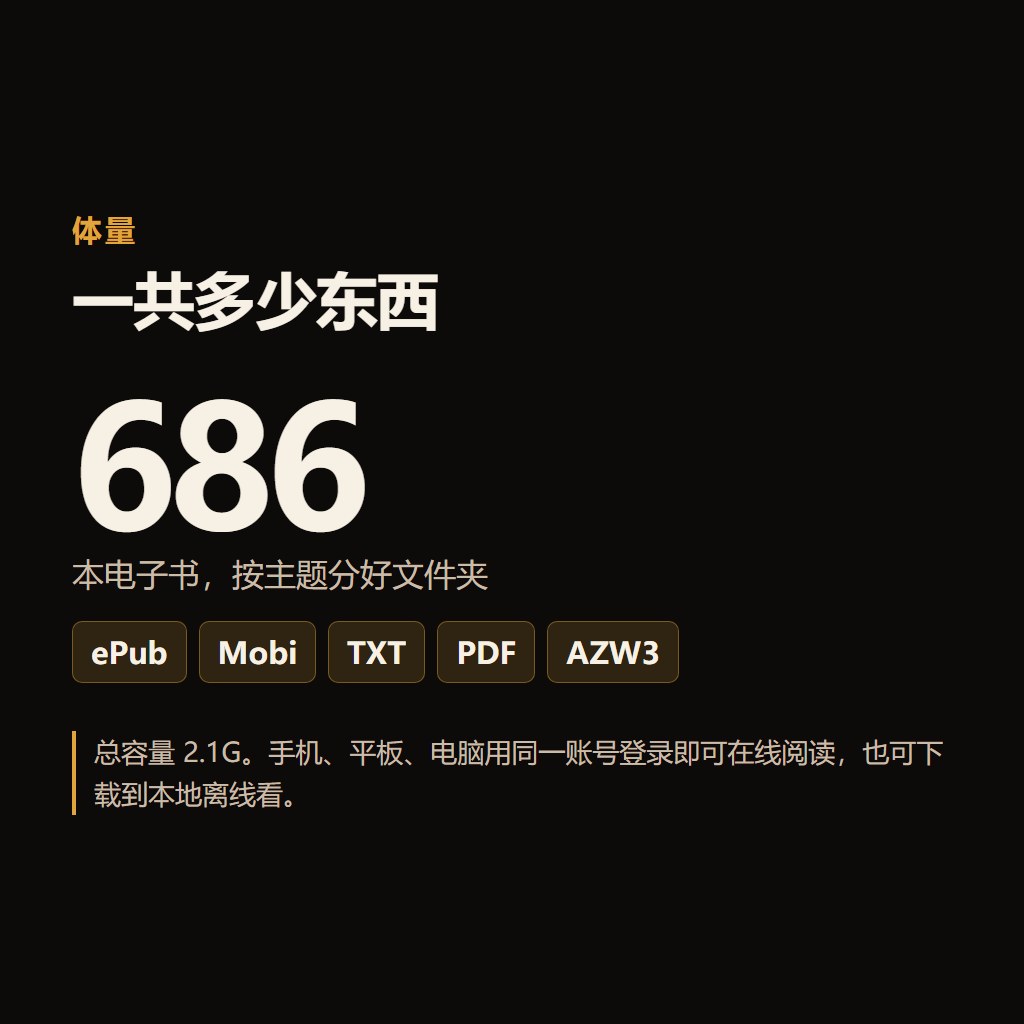 体量
一共多少东西
686
本电子书，按主题分好文件夹
ePub Mobi TXT PDF AZW3
总容量 2.1G。手机、平板、电脑用同一账号登录即可在线阅读，也可下
载到本地离线看。